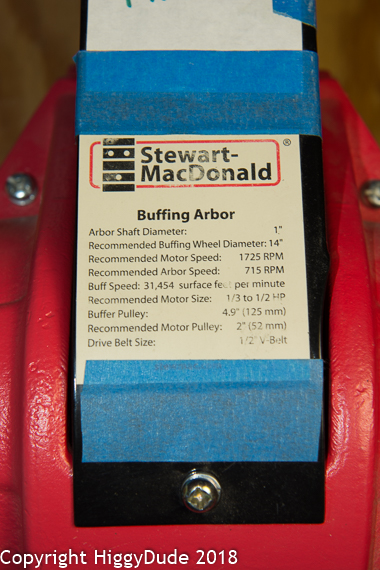 Stewart-
MacDonald®
Buffing Arbor
Arbor Shaft Diameter: 1"
Recommended Buffing Wheel Diameter: 14"
Recommended Motor Speed: 1725 RPM
Recommended Arbor Speed: 715 RPM
Buff Speed: 31,454 surface feet per minute
Recommended Motor Size: 1/3 to 1/2 HP
Buffer Pulley: 4.9" (125 mm)
Recommended Motor Pulley: 2" (52 mm)
Drive Belt Size: 1/2" V-Belt
Copyright HiggyDude 2018